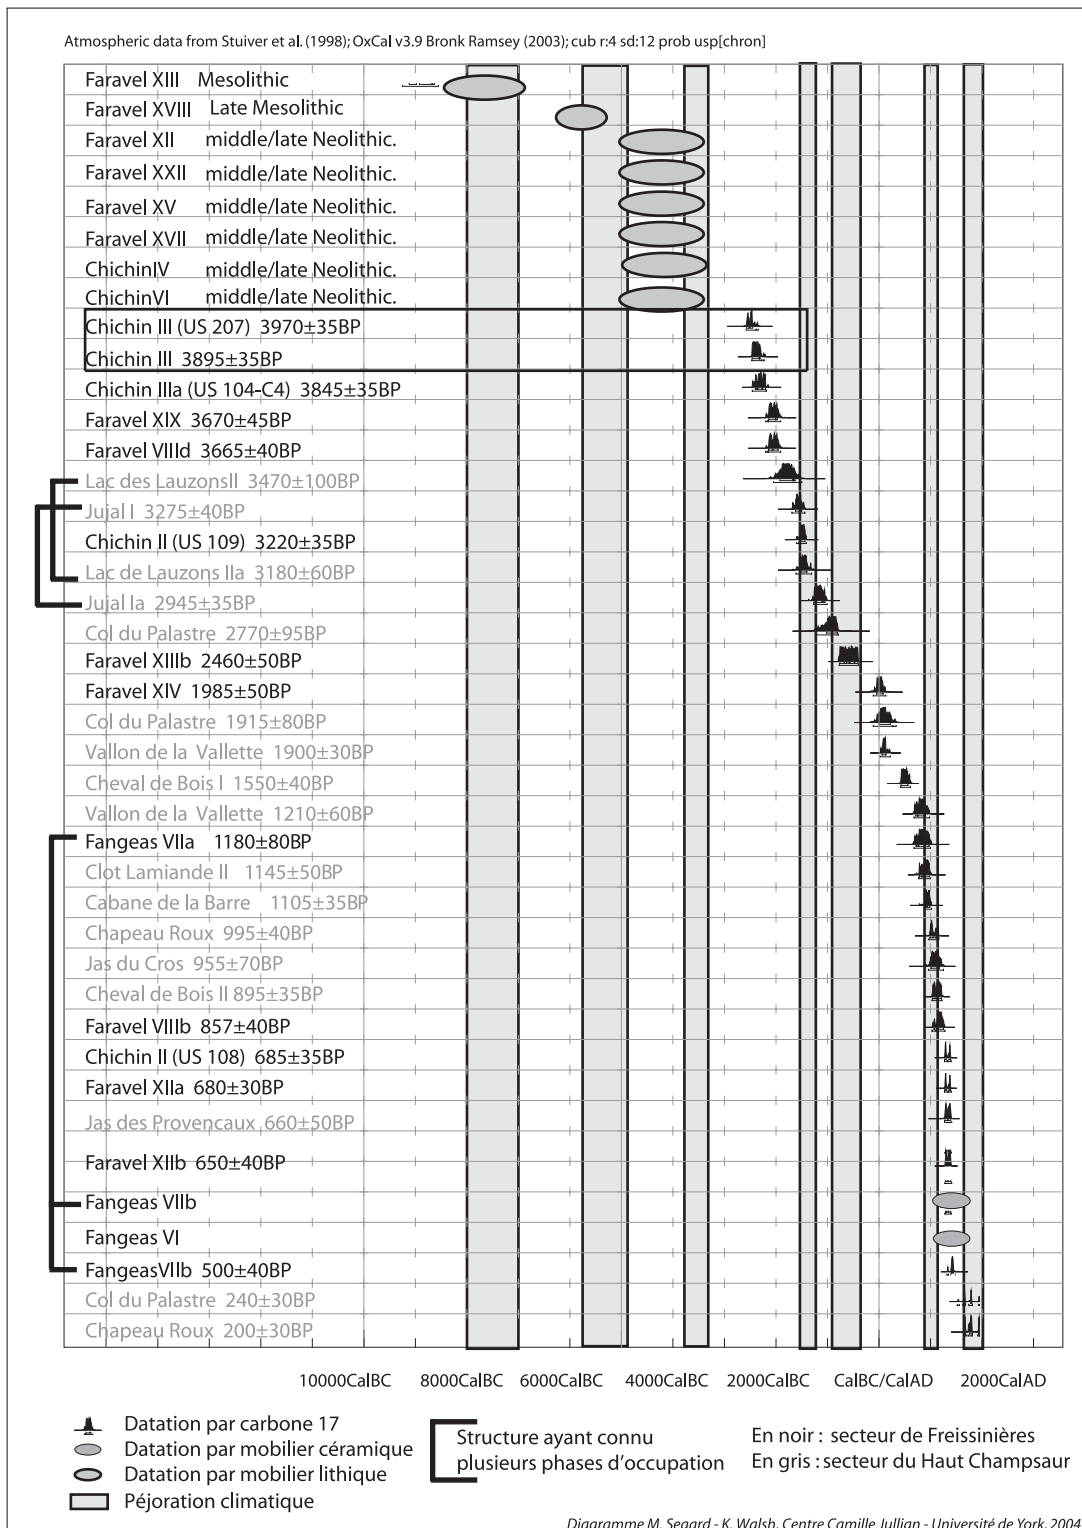 Atmospheric data from Stuiver et al. (1998); OxCal v3.9 Bronk Ramsey (2003); cub r:4 sd:12 prob usp[chron]
Faravel XIII Mesolithic
Faravel XVIII Late Mesolithic
Faravel XII middle/late Neolithic.
Faravel XXII middle/late Neolithic.
Faravel XV middle/late Neolithic.
Faravel XVII middle/late Neolithic.
ChichinIV middle/late Neolithic.
ChichinVI middle/late Neolithic.
Chichin III (US 207) 3970±35BP
Chichin III 3895±35BP
Chichin IIIa (US 104-C4) 3845±35BP
Faravel XIX 3670±45BP
Faravel VIIId 3665±40BP
Lac des LauzonsII 3470±100BP
Jujal I 3275±40BP
Chichin II (US 109) 3220±35BP
Lac de Lauzons IIa 3180±60BP
Jujal Ia 2945±35BP
Col du Palastre 2770±95BP
Faravel XIIIb 2460±50BP
Faravel XIV 1985±50BP
Col du Palastre 1915±80BP
Vallon de la Vallette 1900±30BP
Cheval de Bois I 1550±40BP
Vallon de la Vallette 1210±60BP
Fangeas VIIa 1180±80BP
Clot Lamiande II 1145±50BP
Cabane de la Barre 1105±35BP
Chapeau Roux 995±40BP
Jas du Cros 955±70BP
Cheval de Bois II 895±35BP
Faravel VIIIb 857±40BP
Chichin II (US 108) 685±35BP
Faravel XIIa 680±30BP
Jas des Provencaux 660±50BP
Faravel XIIb 650±40BP
Fangeas VIIb
Fangeas VI
FangeasVIIb 500±40BP
Col du Palastre 240±30BP
Chapeau Roux 200±30BP
10000CalBC 8000CalBC 6000CalBC 4000CalBC 2000CalBC CalBC/CalAD 2000CalAD
Datation par carbone 17
Datation par mobilier céramique
Datation par mobilier lithique
Péjoration climatique
Structure ayant connu
plusieurs phases d'occupation
En noir : secteur de Freissinières
En gris : secteur du Haut Champsaur
Diagramme M. Segard - K. Walsh, Centre Camille Jullian - Université de York, 2004